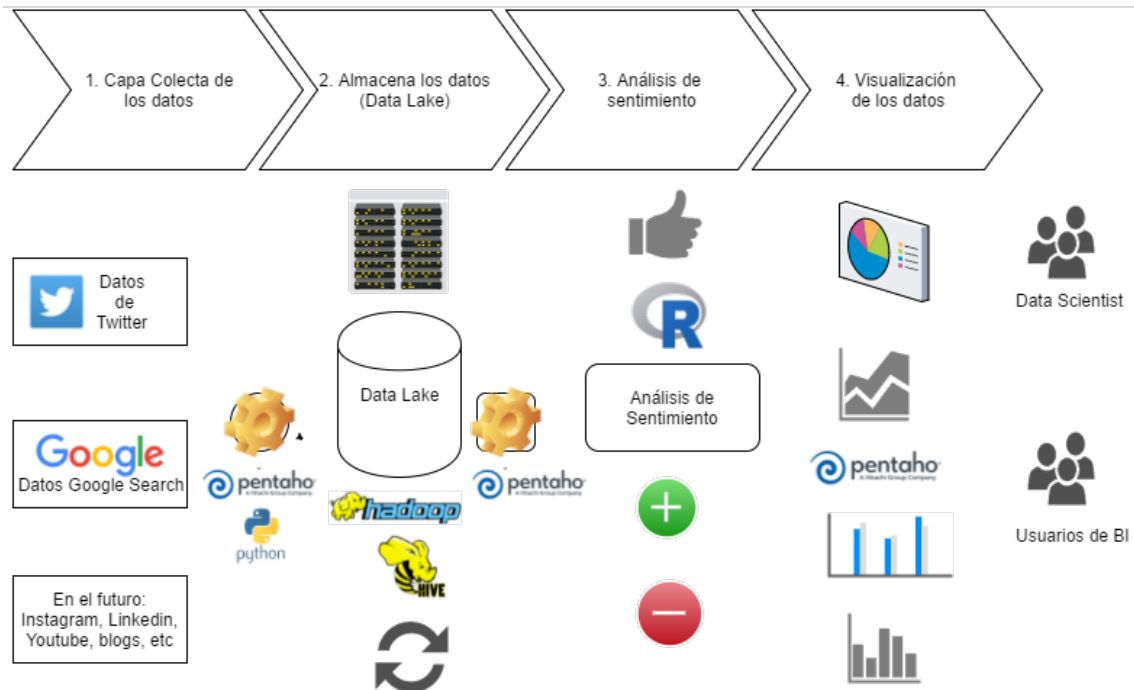 1. Capa Colecta de
los datos
2. Almacena los datos
(Data Lake)
3. Análisis de
sentimiento
4. Visualización
de los datos
Datos
de
Twitter
Google
Datos Google Search
En el futuro:
Instagram, Linkedin,
Youtube, blogs, etc
pentaho
A Hitachi Group Company
python
Data Lake
hadoop
HIVE
pentaho
A Hitachi Group Company
R
Análisis de
Sentimiento
pentaho
A Hitachi Group Company
Data Scientist
Usuarios de BI